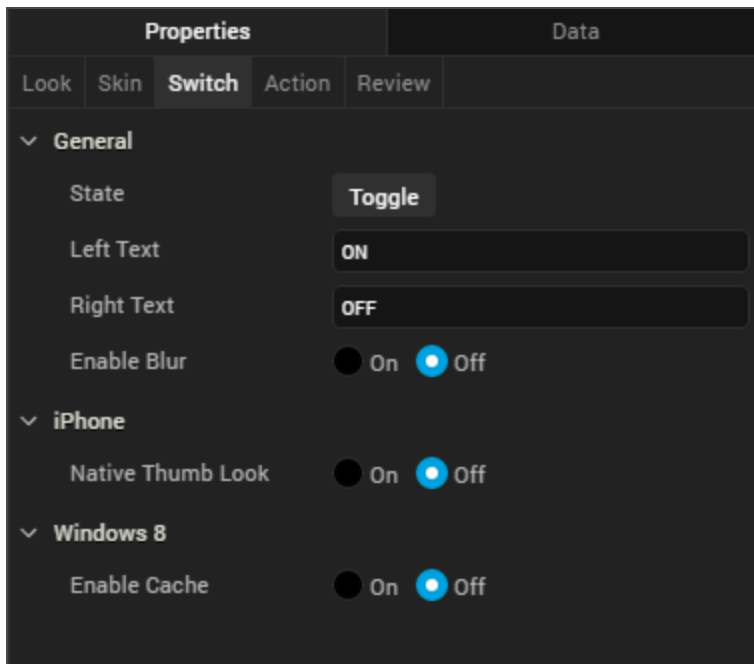 Properties Data
Look Skin Switch Action Review
General
State Toggle
Left Text ON
Right Text OFF
Enable Blur On Off
iPhone
Native Thumb Look On Off
Windows 8
Enable Cache On Off